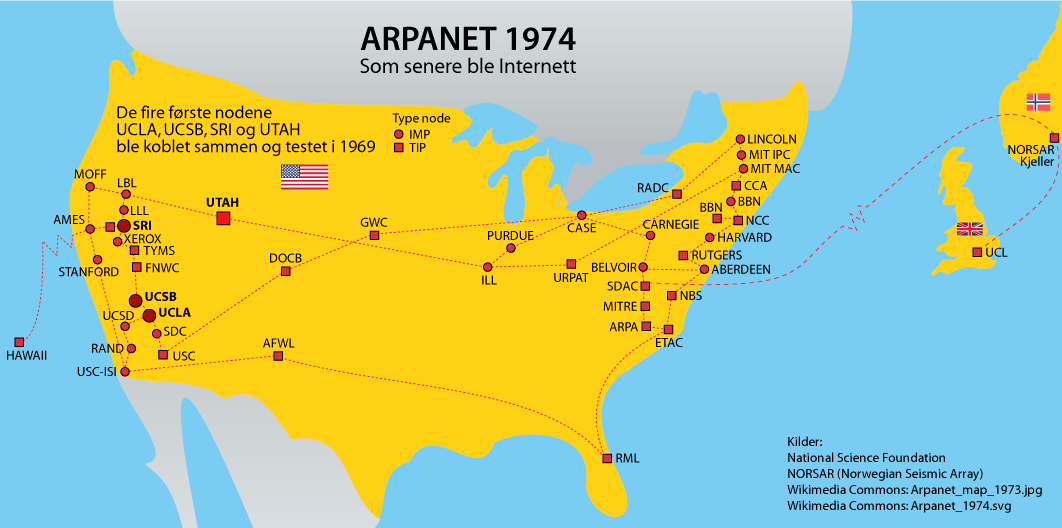 ARPANET 1974
Som senere ble Internett
De fire første nodene
UCLA, UCSB, SRI og UTAH
ble koblet sammen og testet i 1969
Type node
IMP
TIP
MOFF
LBL
LLL
AMES
SRI
XEROX
TYMS
STANFORD
FNWC
UCSB
UCSD
UCLA
SDC
RAND
USC
USC-ISI
HAWAII
UTAH
GWC
DOCB
AFWL
PURDUE
ILL
URPAT
CASE
RADC
LINCOLN
MIT IPC
MIT MAC
CCA
BBN
BBN
NCC
CARNEGIE
HARVARD
RUTGERS
BELVOIR
ABERDEEN
SDAC
NBS
MITRE
ARPA
ETAC
RML
NORSAR
Kjeller
UCL
Kilder:
National Science Foundation
NORSAR (Norwegian Seismic Array)
Wikimedia Commons: Arpanet_map_1973.jpg
Wikimedia Commons: Arpanet_1974.svg